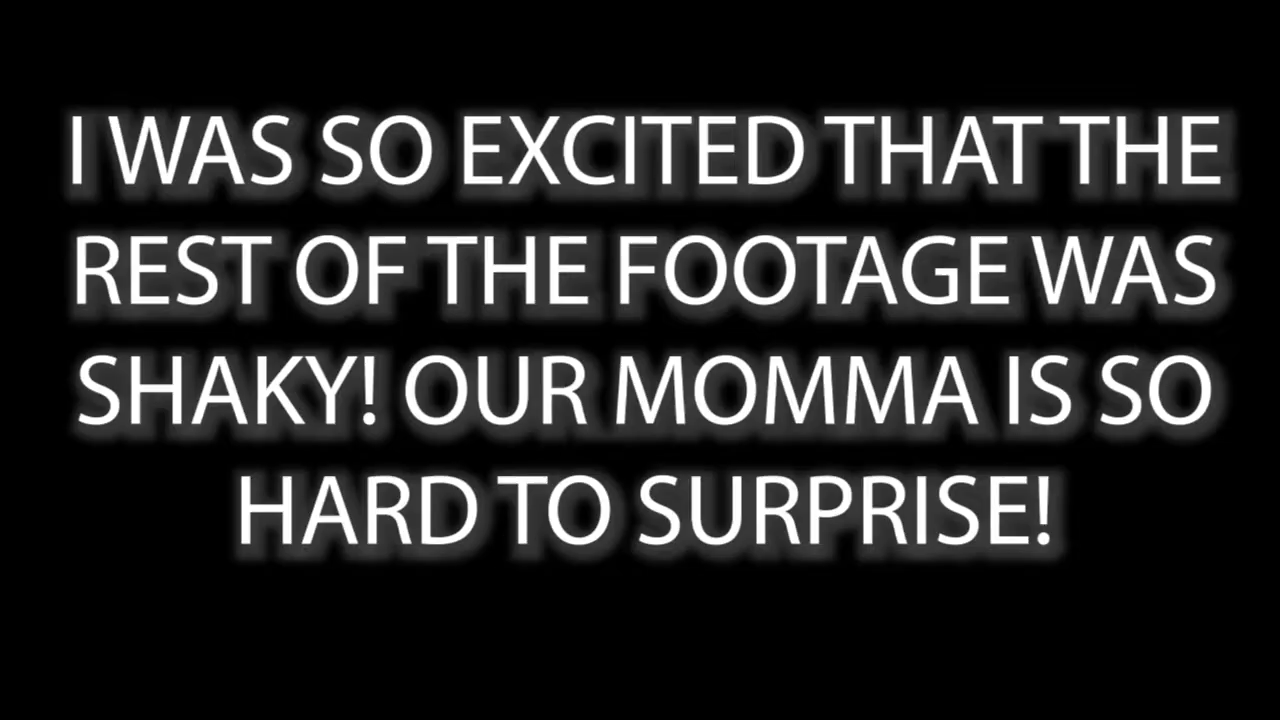 I WAS SO EXCITED THAT THE
REST OF THE FOOTAGE WAS
SHAKY! OUR MOMMA IS SO
HARD TO SURPRISE!